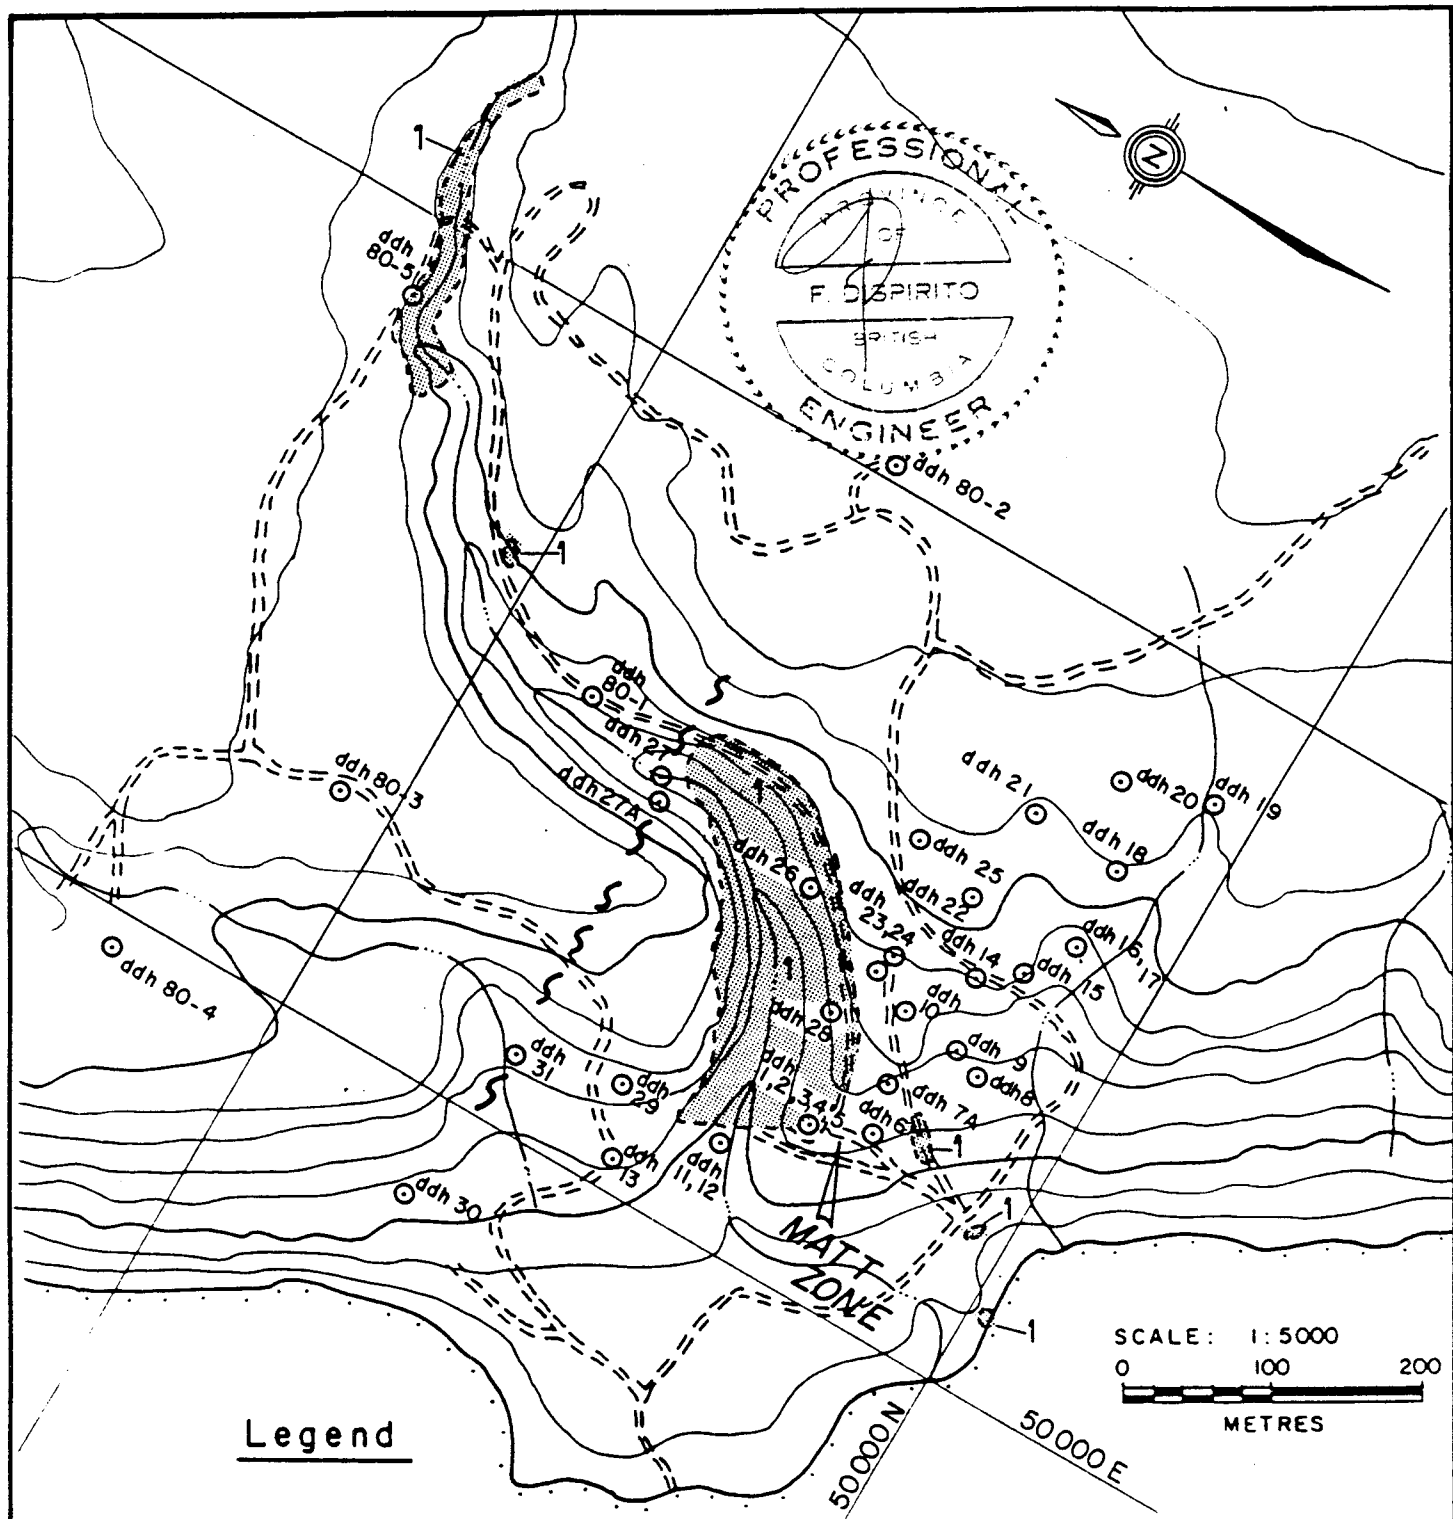 1
PROFESSIONAL
PROVINCE
OF
F. DISPIRITO
BRITISH
COLUMBIA
ENGINEER
N
ddh
80-5
ddh 80-2
1
ddh
80-1
ddh 27
ddh 27A
ddh 80-3
1
ddh 21
ddh 20
ddh 19
ddh 18
ddh 25
ddh 26
ddh 22
ddh
23,24
ddh 14
ddh 15
ddh 16,17
ddh 80-4
1
ddh
10
ddh 28
ddh 9
ddh 8
ddh
31
ddh
29
ddh
1,2,3,4,5
ddh 7A
ddh 6
1
ddh
13
ddh
11,12
ddh 30
1
MATT
ZONE
1
SCALE: 1:5000
0 100 200
METRES
Legend
50000 N
50000 E